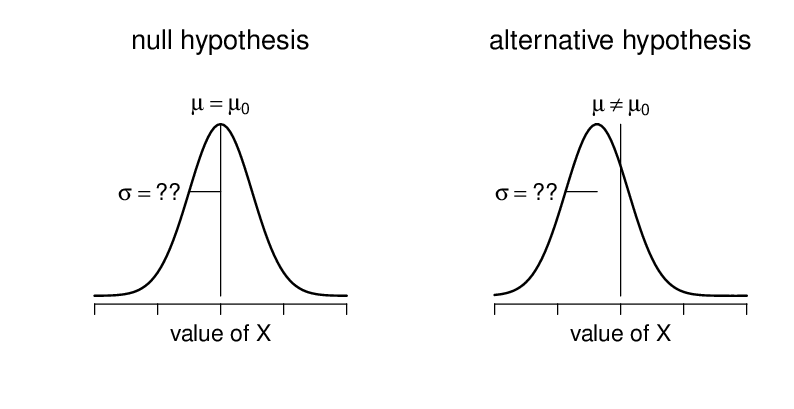 null hypothesis
μ = μ₀
σ = ??
value of X
alternative hypothesis
μ ≠ μ₀
σ = ??
value of X